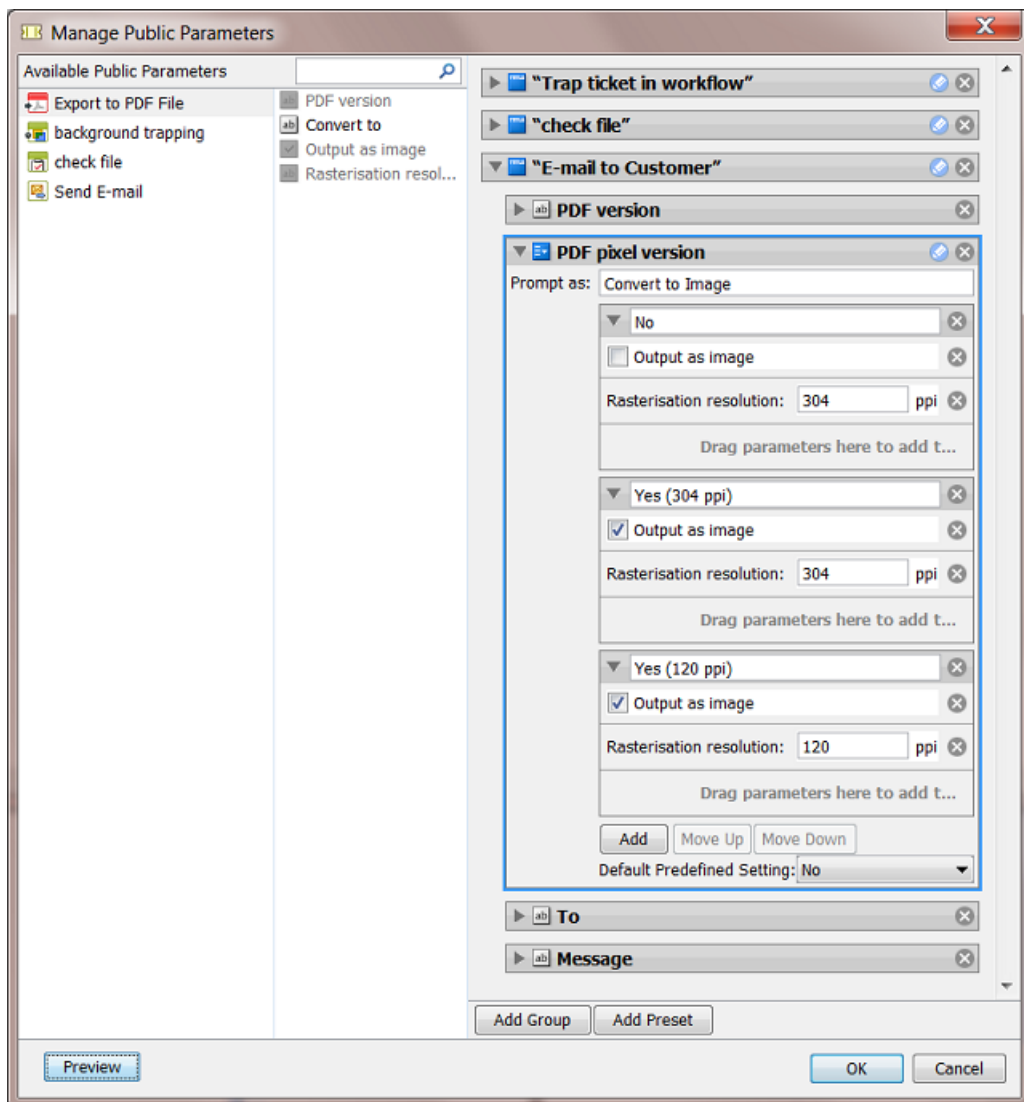 Manage Public Parameters
Available Public Parameters
Export to PDF File
background trapping
check file
Send E-mail
PDF version
Convert to
Output as image
Rasterisation resol...
"Trap ticket in workflow"
"check file"
"E-mail to Customer"
PDF version
PDF pixel version
Prompt as: Convert to Image
No
Output as image
Rasterisation resolution: 304 ppi
Drag parameters here to add t...
Yes (304 ppi)
Output as image
Rasterisation resolution: 304 ppi
Drag parameters here to add t...
Yes (120 ppi)
Output as image
Rasterisation resolution: 120 ppi
Drag parameters here to add t...
Add Move Up Move Down
Default Predefined Setting: No
To
Message
Add Group Add Preset
Preview OK Cancel